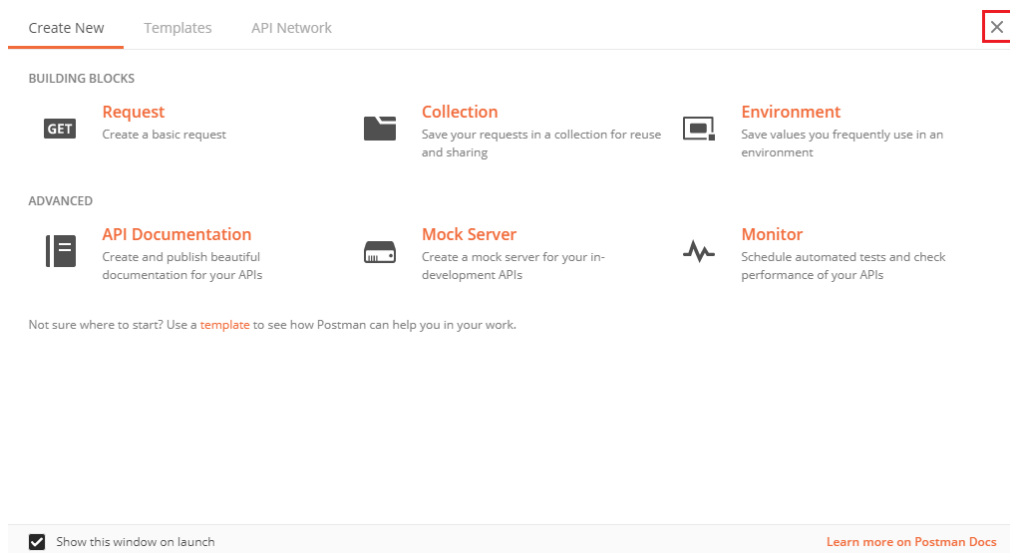 Create New Templates API Network
BUILDING BLOCKS
GET
Request
Create a basic request
Collection
Save your requests in a collection for reuse
and sharing
Environment
Save values you frequently use in an
environment
ADVANCED
API Documentation
Create and publish beautiful
documentation for your APIs
Mock Server
Create a mock server for your in-
development APIs
Monitor
Schedule automated tests and check
performance of your APIs
Not sure where to start? Use a template to see how Postman can help you in your work.
Show this window on launch
Learn more on Postman Docs